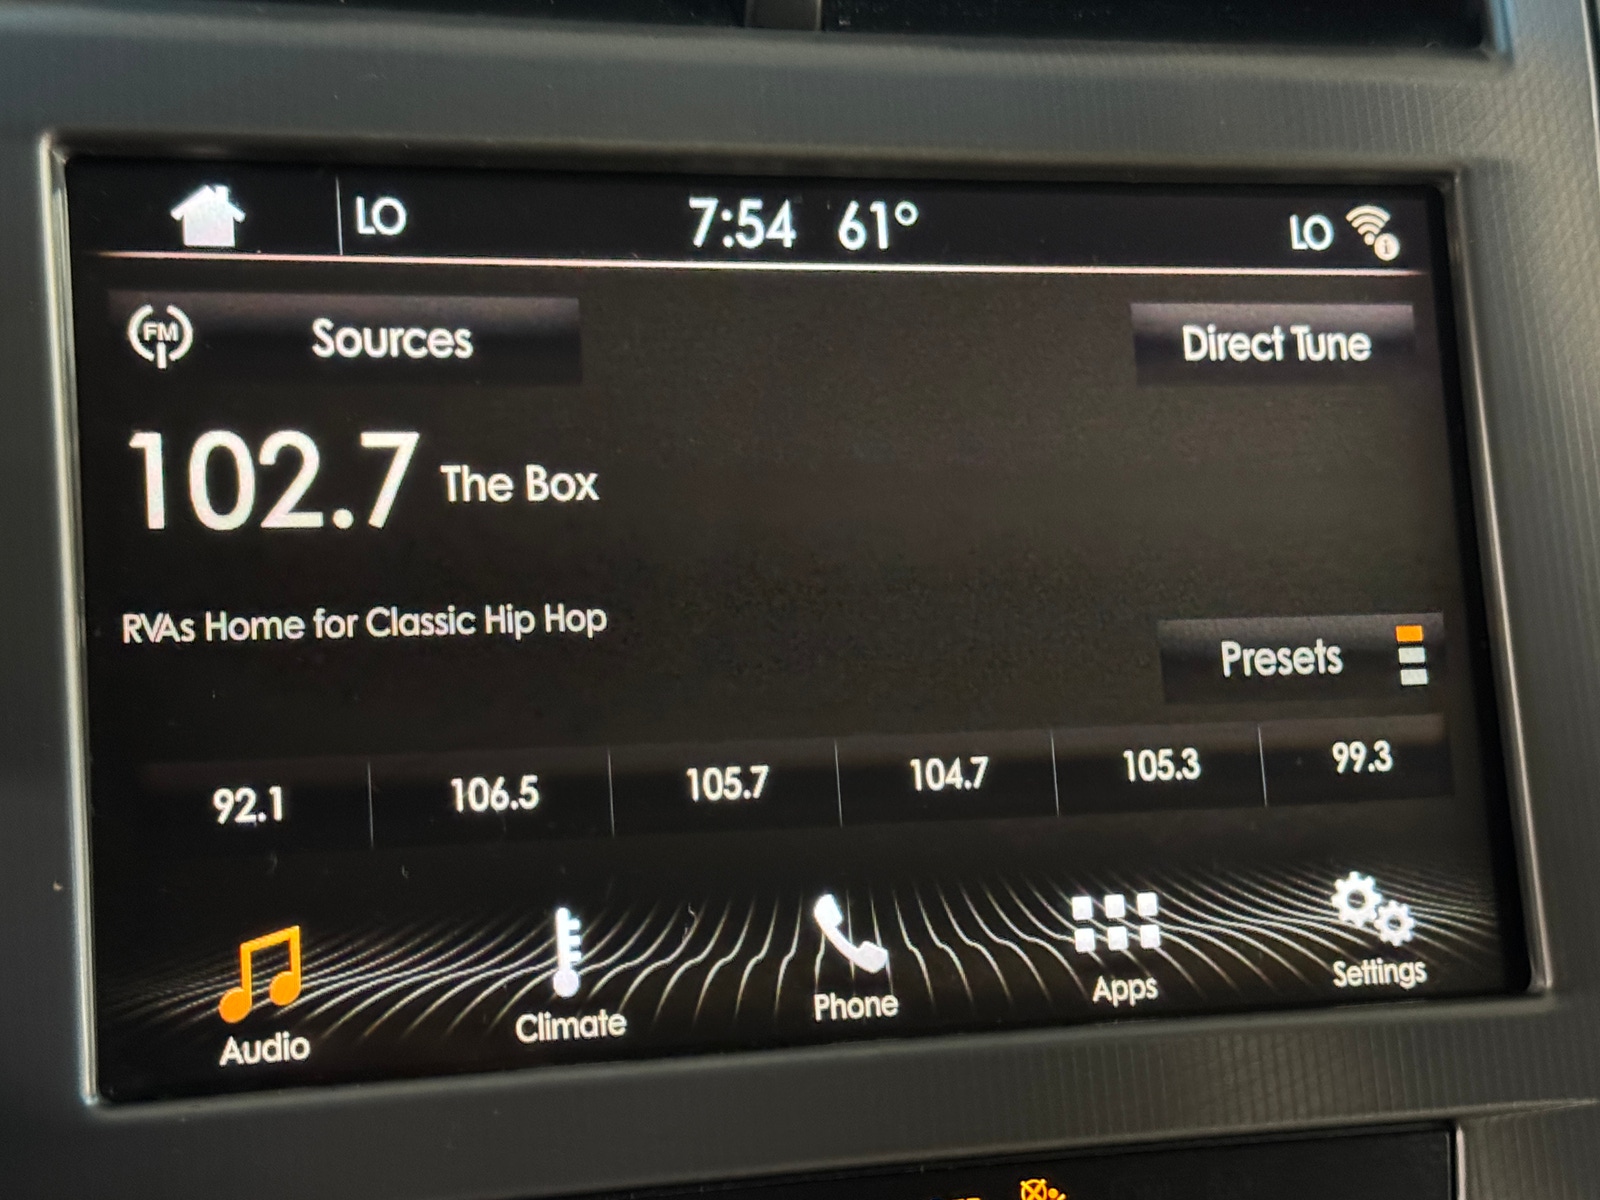 LO 7:54 61° LO
FM Sources Direct Tune
102.7 The Box
RVAs Home for Classic Hip Hop
Presets
92.1 106.5 105.7 104.7 105.3 99.3
Audio Climate Phone Apps Settings